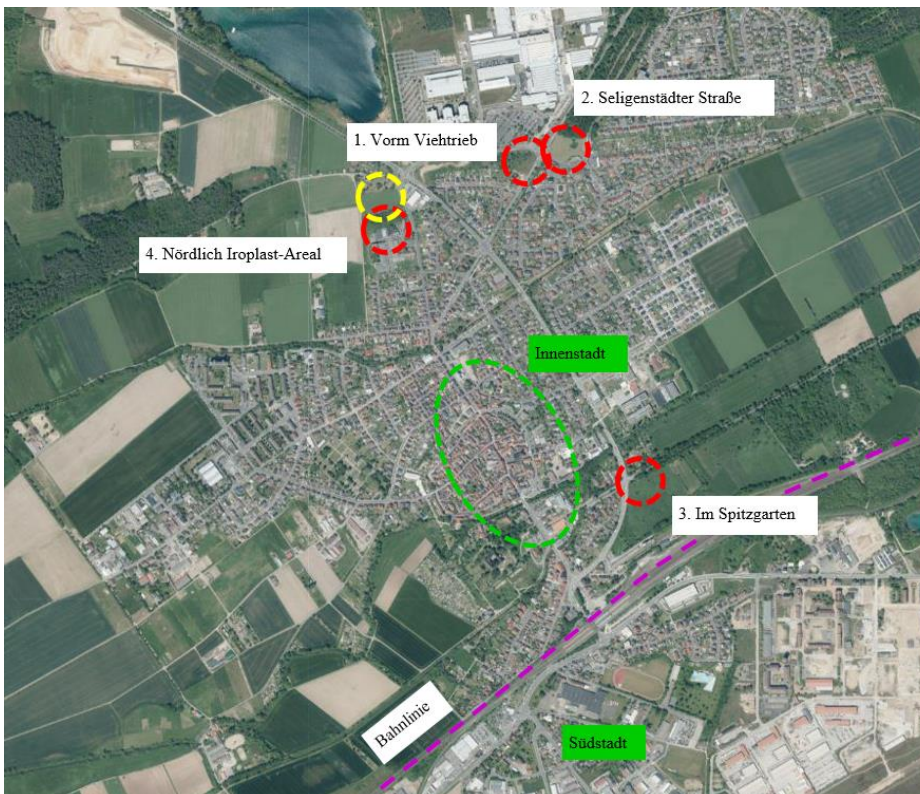 2. Seligenstädter Straße
1. Vorm Viehtrieb
4. Nördlich Iroplast-Areal
Innenstadt
3. Im Spitzgarten
Bahnlinie
Südstadt